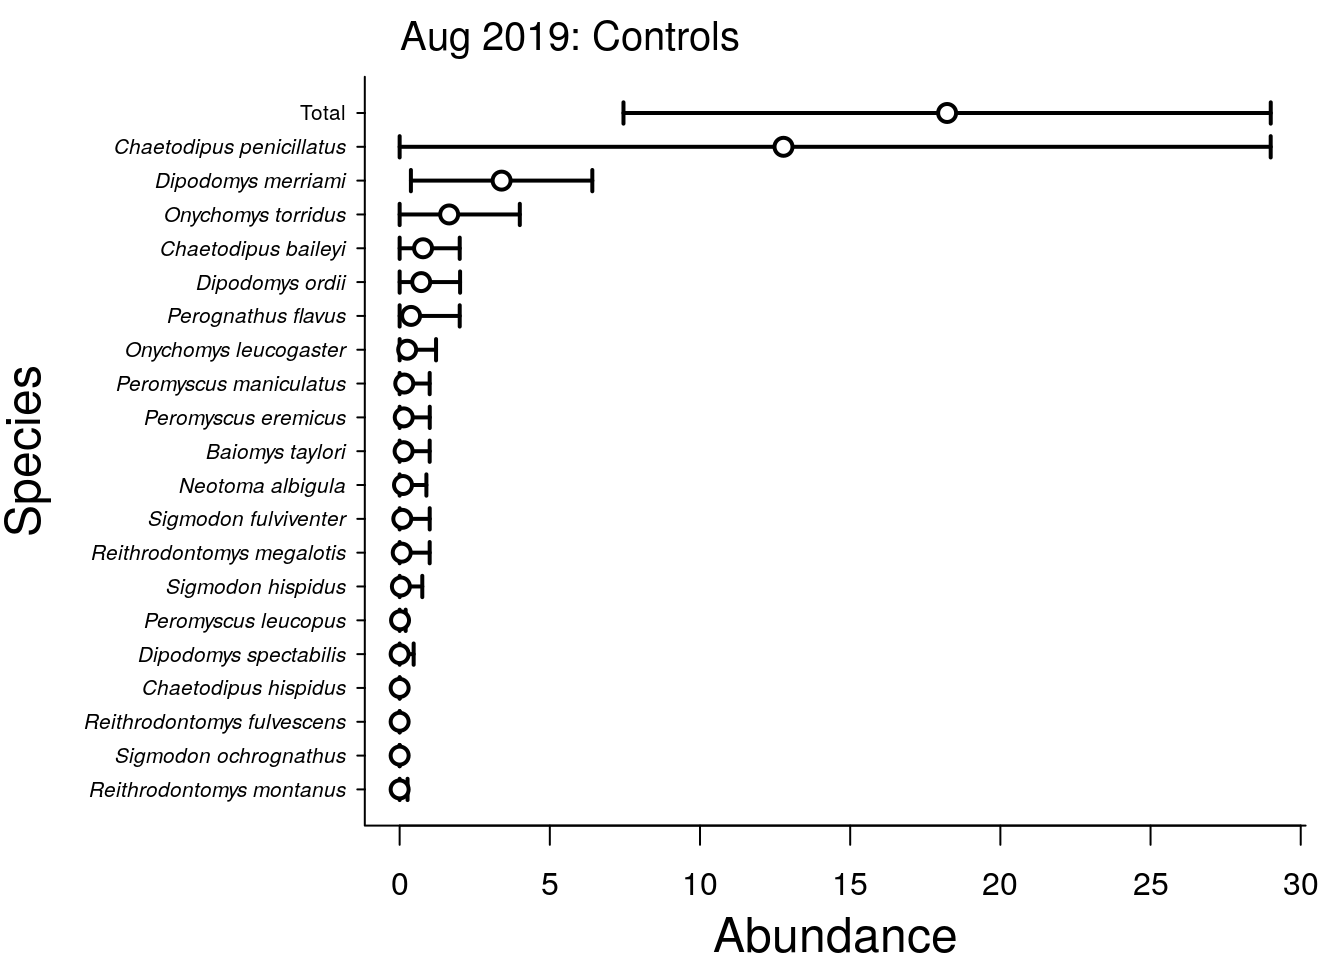 Aug 2019: Controls
Species
Total
Chaetodipus penicillatus
Dipodomys merriami
Onychomys torridus
Chaetodipus baileyi
Dipodomys ordii
Perognathus flavus
Onychomys leucogaster
Peromyscus maniculatus
Peromyscus eremicus
Baiomys taylori
Neotoma albigula
Sigmodon fulviventer
Reithrodontomys megalotis
Sigmodon hispidus
Peromyscus leucopus
Dipodomys spectabilis
Chaetodipus hispidus
Reithrodontomys fulvescens
Sigmodon ochrognathus
Reithrodontomys montanus
0 5 10 15 20 25 30
Abundance